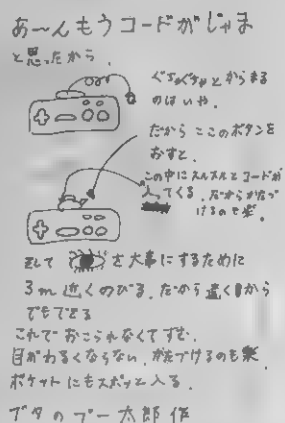 あ〜んもうコードがじゃま
と思ったから、
ぐちゃぐちゃとからまる
のはいや。
だからここのボタンを
おすと、
この中にスルスルとコードが
入ってくる。だからかたづ
けるのも楽。
そして を大事にするために
3m近くのびる。だから遠くから
でもできる
これでおこられなくてすむ。
目がわるくならない。かたづけるのも楽。
ポケットにもスポッと入る。
ブタのブー太郎作